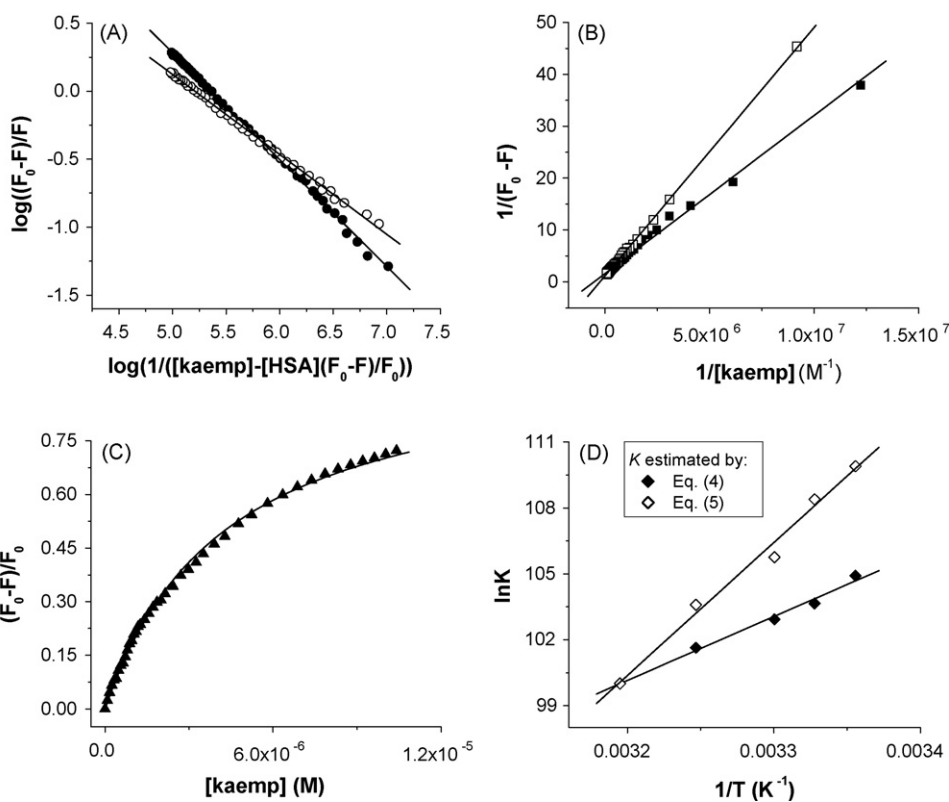 (A)
0.5
0.0
-0.5
-1.0
-1.5
log((F₀-F)/F)
4.5 5.0 5.5 6.0 6.5 7.0 7.5
log(1/([kaemp]-[HSA](F₀-F)/F₀))
(B)
50
40
30
20
10
0
1/(F₀-F)
0.0 5.0x10⁶ 1.0x10⁷ 1.5x10⁷
1/[kaemp] (M⁻¹)
(C)
0.75
0.60
0.45
0.30
0.15
0.00
(F₀-F)/F₀
0.0 6.0x10⁻⁶ 1.2x10⁻⁵
[kaemp] (M)
(D)
K estimated by:
Eq. (4)
Eq. (5)
111
108
105
102
99
lnK
0.0032 0.0033 0.0034
1/T (K⁻¹)